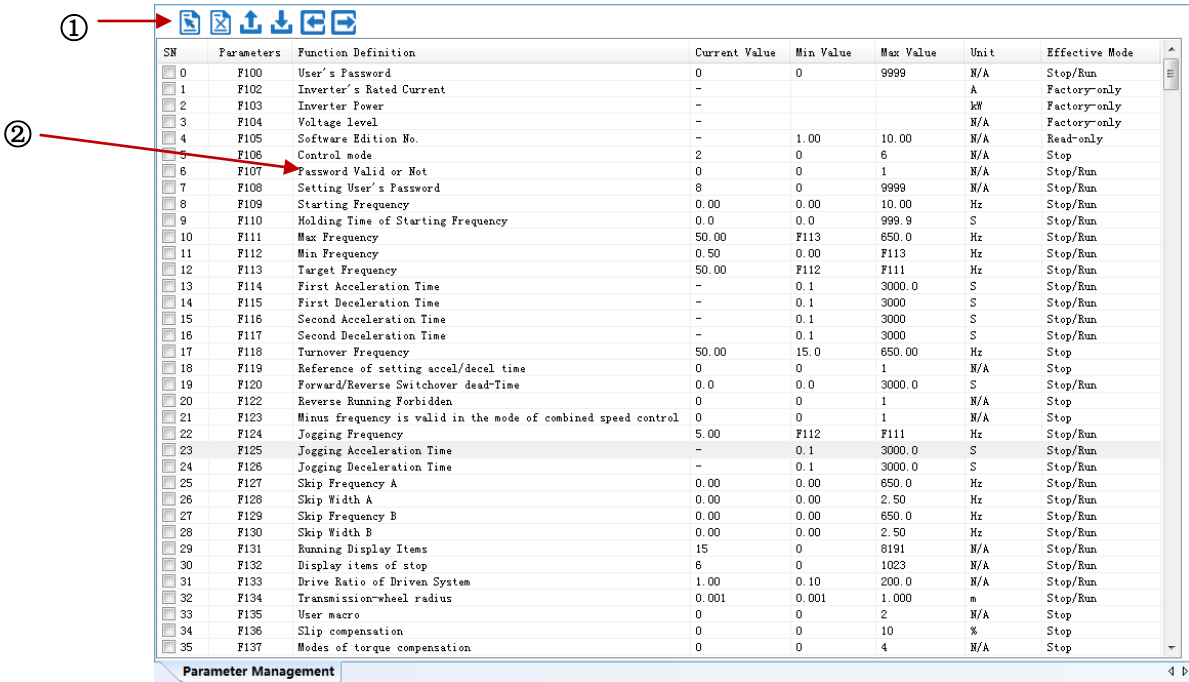 ①
②
SN Parameters Function Definition Current Value Min Value Max Value Unit Effective Mode
0 F100 User's Password 0 0 9999 N/A Stop/Run
1 F102 Inverter's Rated Current - A Factory-only
2 F103 Inverter Power - kW Factory-only
3 F104 Voltage level - N/A Factory-only
4 F105 Software Edition No. - 1.00 10.00 N/A Read-only
5 F106 Control mode 2 0 6 N/A Stop
6 F107 Password Valid or Not 0 0 1 N/A Stop/Run
7 F108 Setting User's Password 8 0 9999 N/A Stop/Run
8 F109 Starting Frequency 0.00 0.00 10.00 Hz Stop/Run
9 F110 Holding Time of Starting Frequency 0.0 0.0 999.9 S Stop/Run
10 F111 Max Frequency 50.00 F113 650.0 Hz Stop/Run
11 F112 Min Frequency 0.50 0.00 F113 Hz Stop/Run
12 F113 Target Frequency 50.00 F112 F111 Hz Stop/Run
13 F114 First Acceleration Time - 0.1 3000.0 S Stop/Run
14 F115 First Deceleration Time - 0.1 3000 S Stop/Run
15 F116 Second Acceleration Time - 0.1 3000 S Stop/Run
16 F117 Second Deceleration Time - 0.1 3000 S Stop/Run
17 F118 Turnover Frequency 50.00 15.0 650.00 Hz Stop
18 F119 Reference of setting accel/decel time 0 0 1 N/A Stop
19 F120 Forward/Reverse Switchover dead-Time 0.0 0.0 3000.0 S Stop/Run
20 F122 Reverse Running Forbidden 0 0 1 N/A Stop
21 F123 Minus frequency is valid in the mode of combined speed control 0 0 1 N/A Stop
22 F124 Jogging Frequency 5.00 F112 F111 Hz Stop/Run
23 F125 Jogging Acceleration Time - 0.1 3000.0 S Stop/Run
24 F126 Jogging Deceleration Time - 0.1 3000.0 S Stop/Run
25 F127 Skip Frequency A 0.00 0.00 650.0 Hz Stop/Run
26 F128 Skip Width A 0.00 0.00 2.50 Hz Stop/Run
27 F129 Skip Frequency B 0.00 0.00 650.0 Hz Stop/Run
28 F130 Skip Width B 0.00 0.00 2.50 Hz Stop/Run
29 F131 Running Display Items 15 0 8191 N/A Stop/Run
30 F132 Display items of stop 6 0 1023 N/A Stop/Run
31 F133 Drive Ratio of Driven System 1.00 0.10 200.0 N/A Stop/Run
32 F134 Transmission-wheel radius 0.001 0.001 1.000 m Stop/Run
33 F135 User macro 0 0 2 N/A Stop
34 F136 Slip compensation 0 0 10 % Stop
35 F137 Modes of torque compensation 0 0 4 N/A Stop
Parameter Management